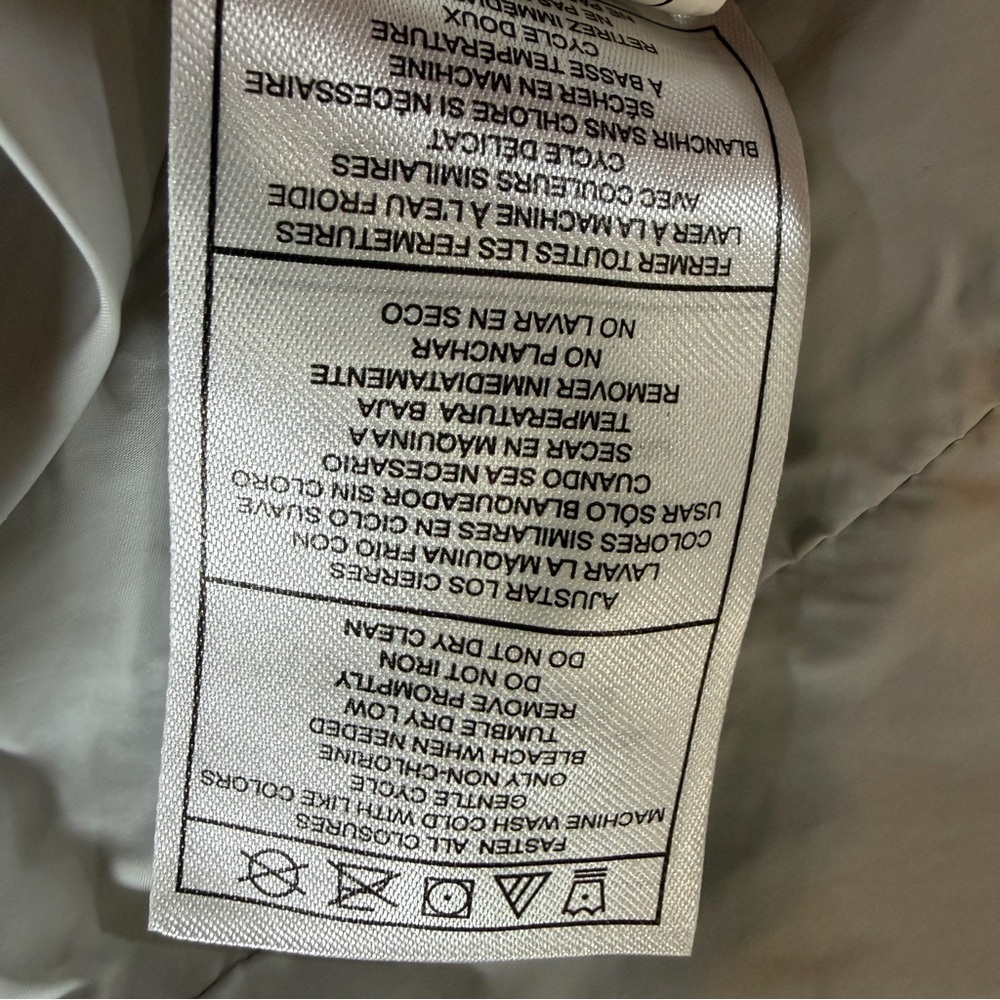 FASTEN ALL CLOSURES
MACHINE WASH COLD WITH LIKE COLORS
GENTLE CYCLE
ONLY NON-CHLORINE
BLEACH WHEN NEEDED
TUMBLE DRY LOW
REMOVE PROMPTLY
DO NOT IRON
DO NOT DRY CLEAN
AJUSTAR LOS CIERRES
LAVAR LA MAQUINA FRIO CON
COLORES SIMILARES EN CICLO SUAVE
USAR SÓLO BLANQUEADOR SIN CLORO
CUANDO SEA NECESARIO
SECAR EN MAQUINA A
TEMPERATURA BAJA
REMOVER INMEDIATAMENTE
NO PLANCHAR
NO LAVAR EN SECO
FERMER TOUTES LES FERMETURES
LAVER À LA MACHINE À L'EAU FROIDE
AVEC COULEURS SIMILAIRES
CYCLE DÉLICAT
BLANCHIR SANS CHLORE SI NÉCESSAIRE
SÉCHER EN MACHINE
A BASSE TEMPÉRATURE
CYCLE DOUX
RETIREZ
NE PAS